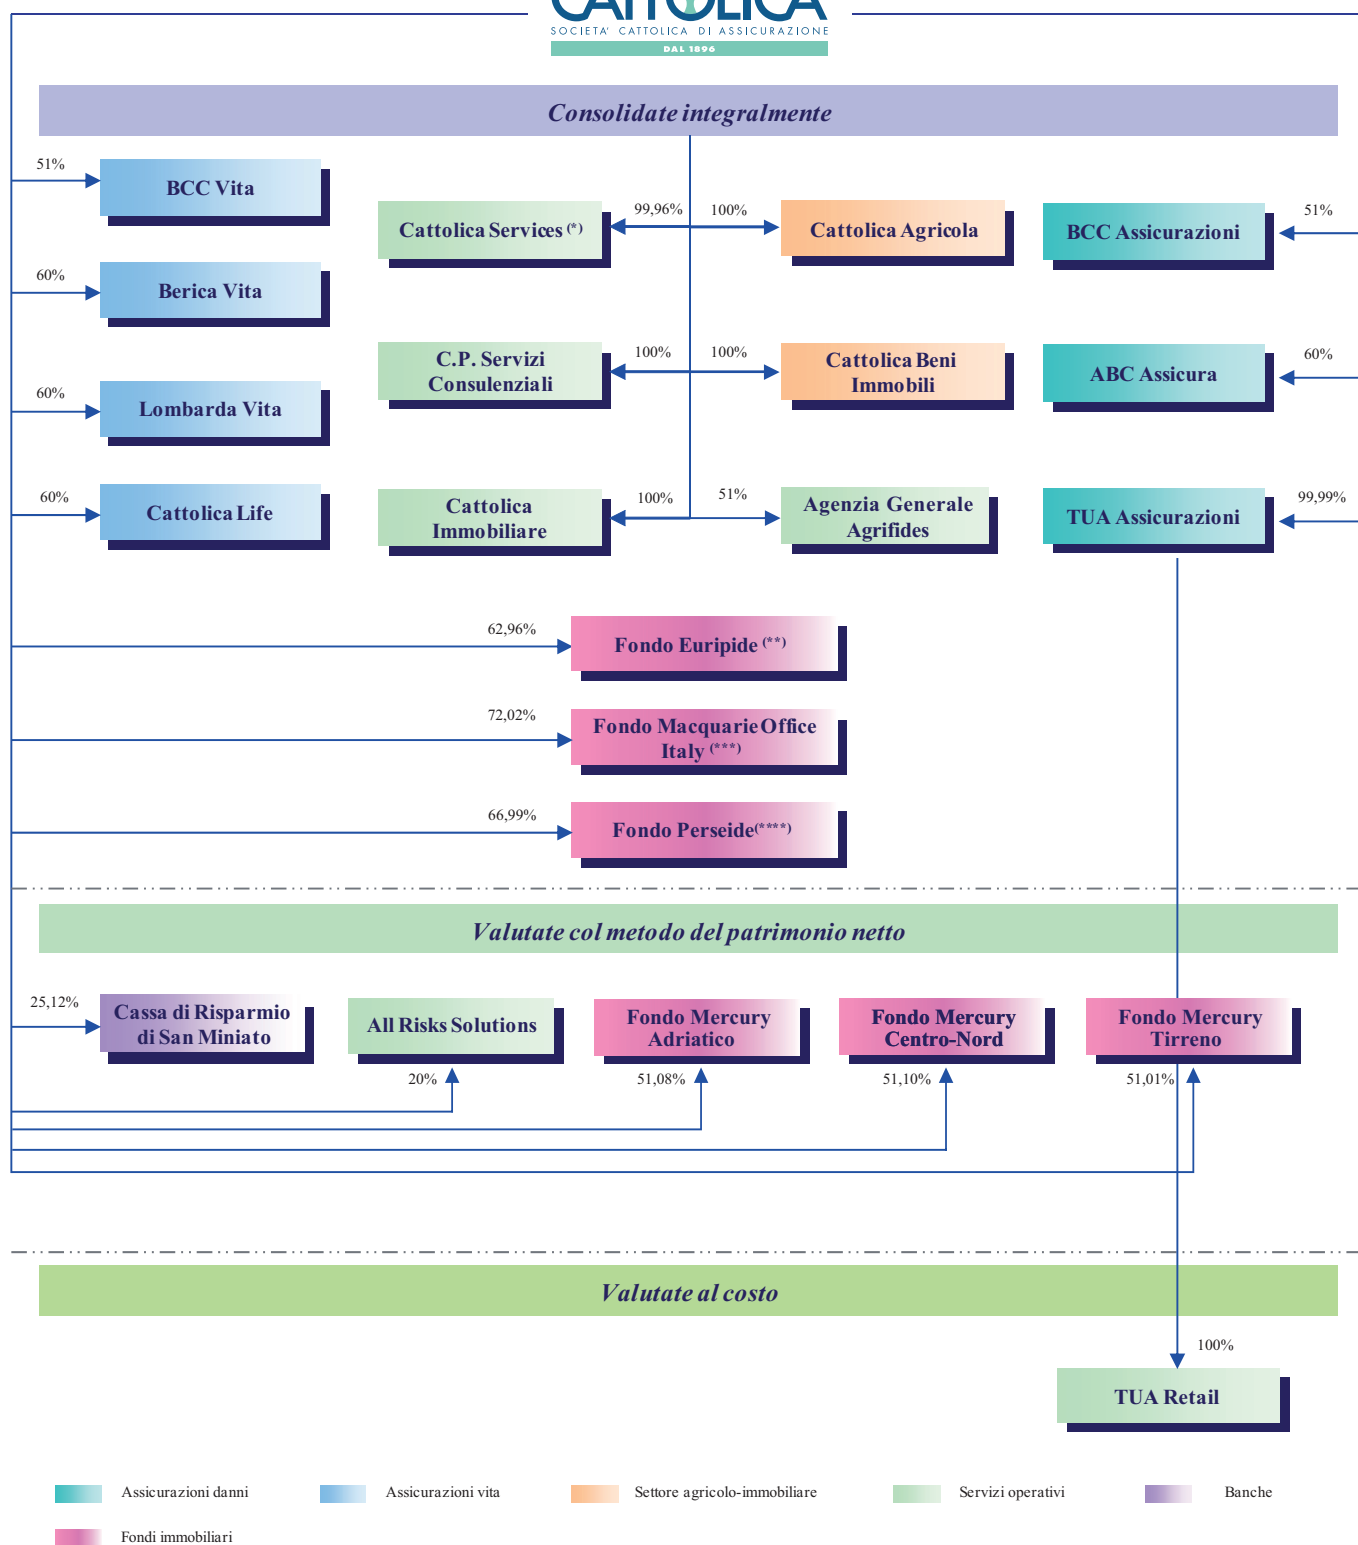 CATTOLICA
SOCIETA' CATTOLICA DI ASSICURAZIONE
DAL 1896
Consolidate integralmente
51%
BCC Vita
99,96%
100%
51%
Cattolica Services (*)
Cattolica Agricola
BCC Assicurazioni
60%
Berica Vita
100%
100%
60%
C.P. Servizi
Consulenziali
Cattolica Beni
Immobili
ABC Assicura
60%
Lombarda Vita
60%
Cattolica Life
100%
51%
99,99%
Cattolica
Immobiliare
Agenzia Generale
Agrifides
TUA Assicurazioni
62,96%
Fondo Euripide (**)
72,02%
Fondo Macquarie Office
Italy (***)
66,99%
Fondo Perseide(****)
Valutate col metodo del patrimonio netto
25,12%
Cassa di Risparmio
di San Miniato
All Risks Solutions
Fondo Mercury
Adriatico
Fondo Mercury
Centro-Nord
Fondo Mercury
Tirreno
20%
51,08%
51,10%
51,01%
Valutate al costo
100%
TUA Retail
Assicurazioni danni
Assicurazioni vita
Settore agricolo-immobiliare
Servizi operativi
Banche
Fondi immobiliari